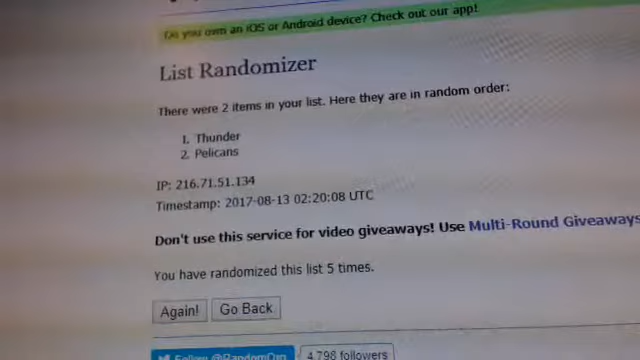 Do you own an iOS or Android device? Check out our app!
List Randomizer
There were 2 items in your list. Here they are in random order:
1. Thunder
2. Pelicans
IP: 216.71.51.134
Timestamp: 2017-08-13 02:20:08 UTC
Don't use this service for video giveaways! Use Multi-Round Giveaways
You have randomized this list 5 times.
Again! Go Back
Follow @RandomOrg 4,798 followers